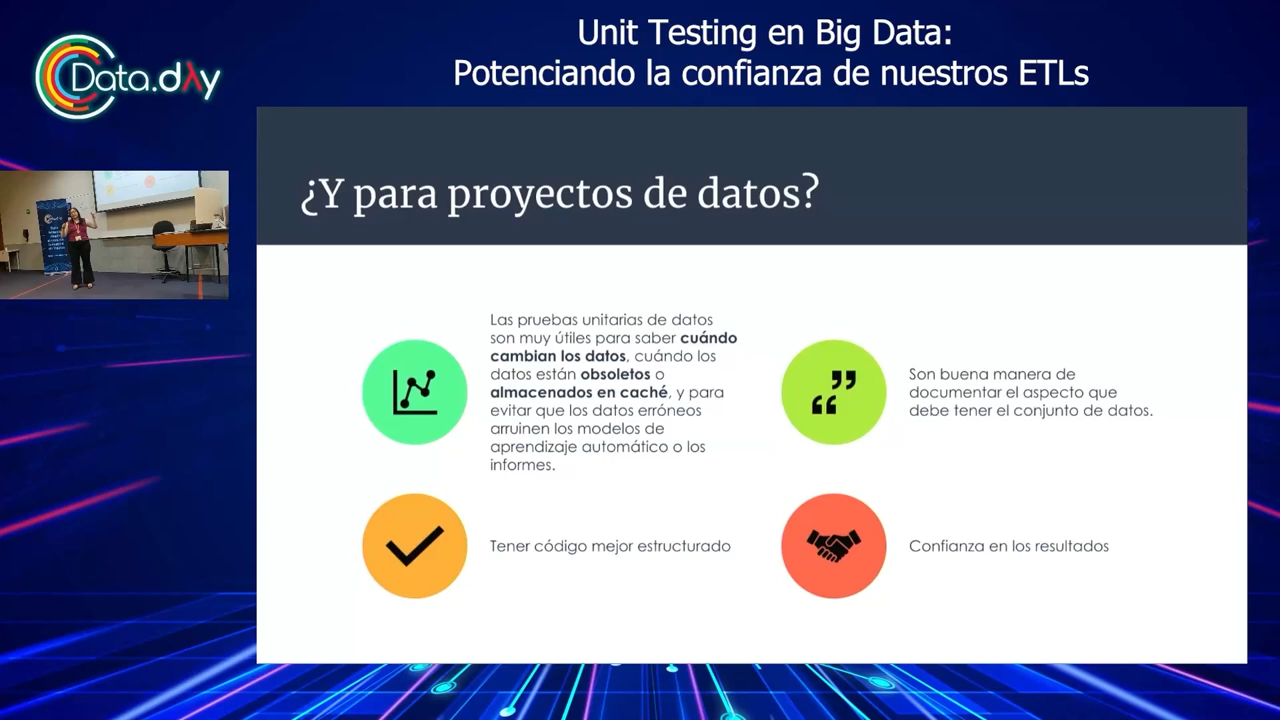 Unit Testing en Big Data:
Potenciando la confianza de nuestros ETLs
Data.dλy
¿Y para proyectos de datos?
Las pruebas unitarias de datos
son muy útiles para saber cuándo
cambian los datos, cuándo los
datos están obsoletos o
almacenados en caché, y para
evitar que los datos erróneos
arruinen los modelos de
aprendizaje automático o los
informes.
Son buena manera de
documentar el aspecto que
debe tener el conjunto de datos.
Tener código mejor estructurado
Confianza en los resultados